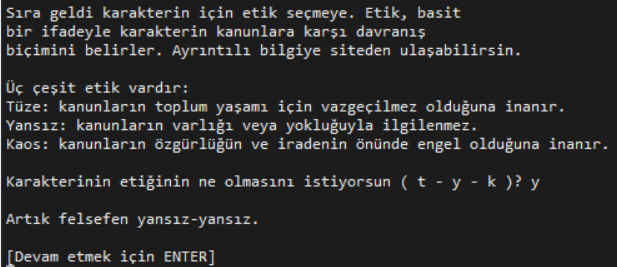 Sıra geldi karakterin için etik seçmeye. Etik, basit
bir ifadeyle karakterin kanunlara karşı davranış
biçimini belirler. Ayrıntılı bilgiye siteden ulaşabilirsin.
Üç çeşit etik vardır:
Tüze: kanunların toplum yaşamı için vazgeçilmez olduğuna inanır.
Yansız: kanunların varlığı veya yokluğuyla ilgilenmez.
Kaos: kanunların özgürlüğün ve iradenin önünde engel olduğuna inanır.
Karakterinin etiğinin ne olmasını istiyorsun ( t - y - k )? y
Artık felsefen yansız-yansız.
[Devam etmek için ENTER]